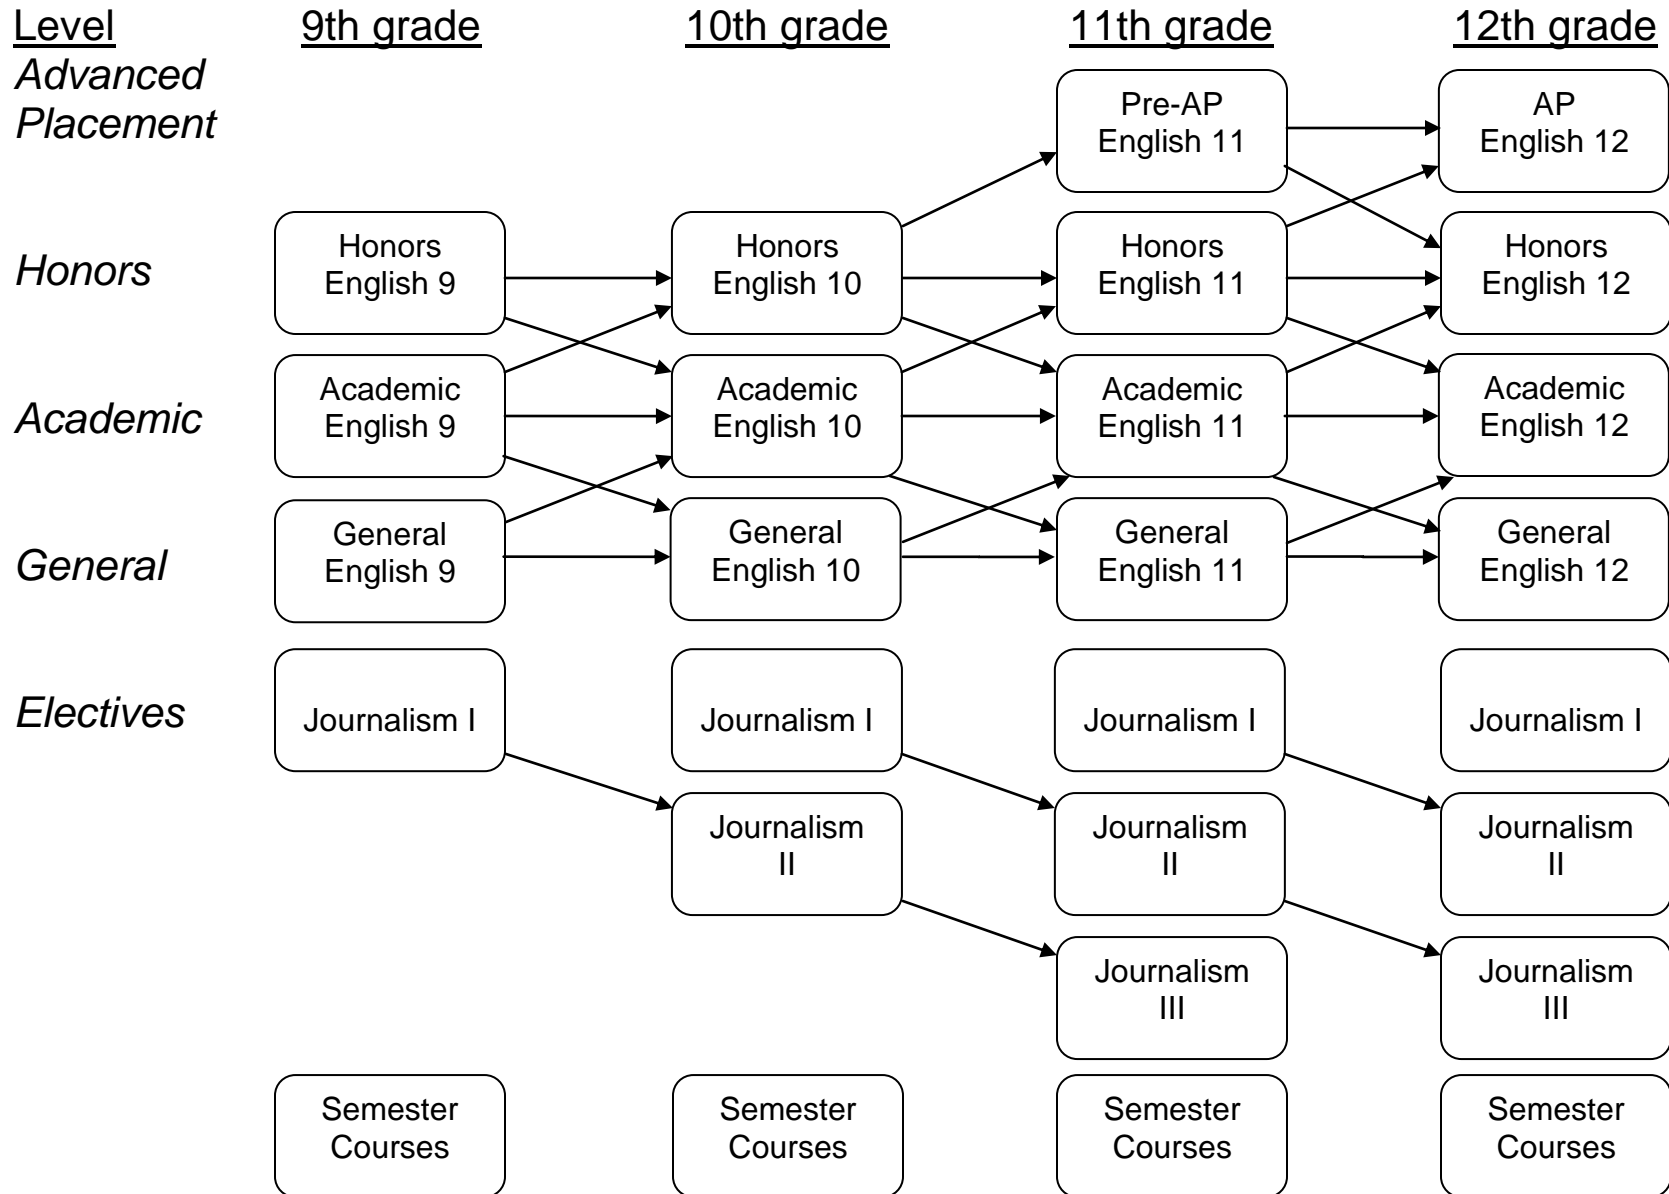 Level 9th grade 10th grade 11th grade 12th grade
Advanced
Placement
Pre-AP
English 11
AP
English 12
Honors
Honors
English 9
Honors
English 10
Honors
English 11
Honors
English 12
Academic
Academic
English 9
Academic
English 10
Academic
English 11
Academic
English 12
General
General
English 9
General
English 10
General
English 11
General
English 12
Electives
Journalism I
Journalism I
Journalism I
Journalism I
Journalism
II
Journalism
II
Journalism
II
Journalism
III
Journalism
III
Semester
Courses
Semester
Courses
Semester
Courses
Semester
Courses